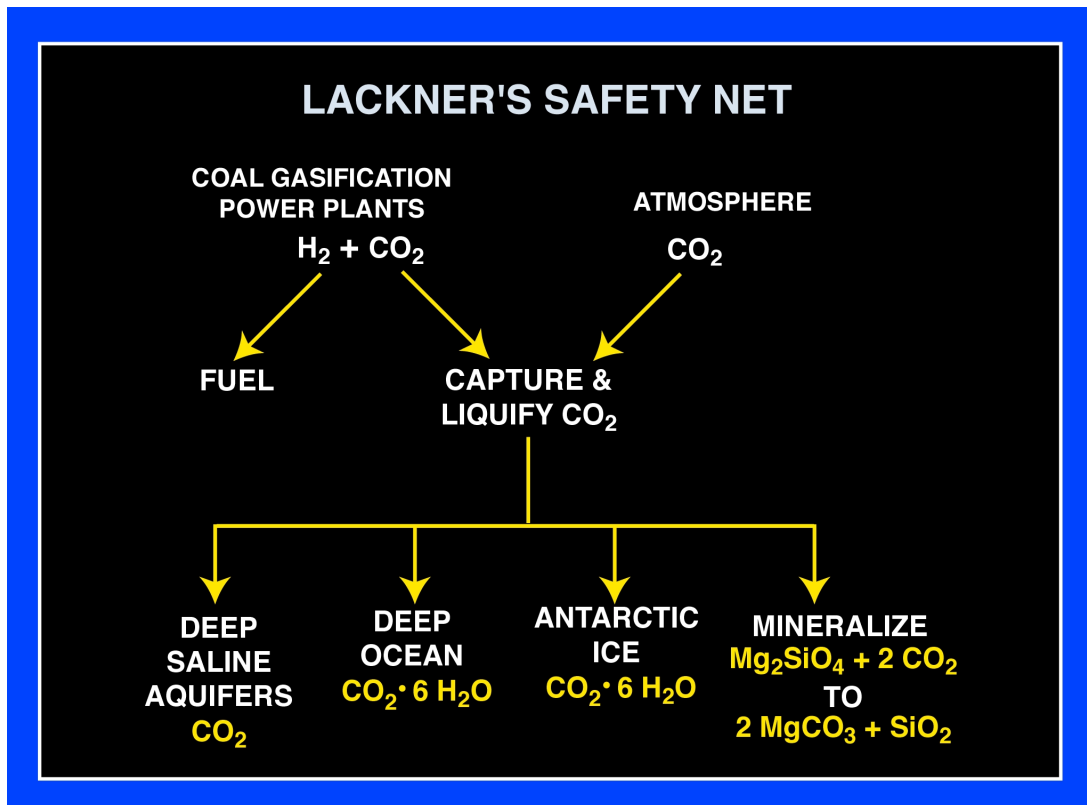 LACKNER'S SAFETY NET
COAL GASIFICATION
POWER PLANTS
H₂ + CO₂
ATMOSPHERE
CO₂
FUEL
CAPTURE &
LIQUIFY CO₂
DEEP
SALINE
AQUIFERS
CO₂
DEEP
OCEAN
CO₂• 6 H₂O
ANTARCTIC
ICE
CO₂• 6 H₂O
MINERALIZE
Mg₂SiO₄ + 2 CO₂
TO
2 MgCO₃ + SiO₂